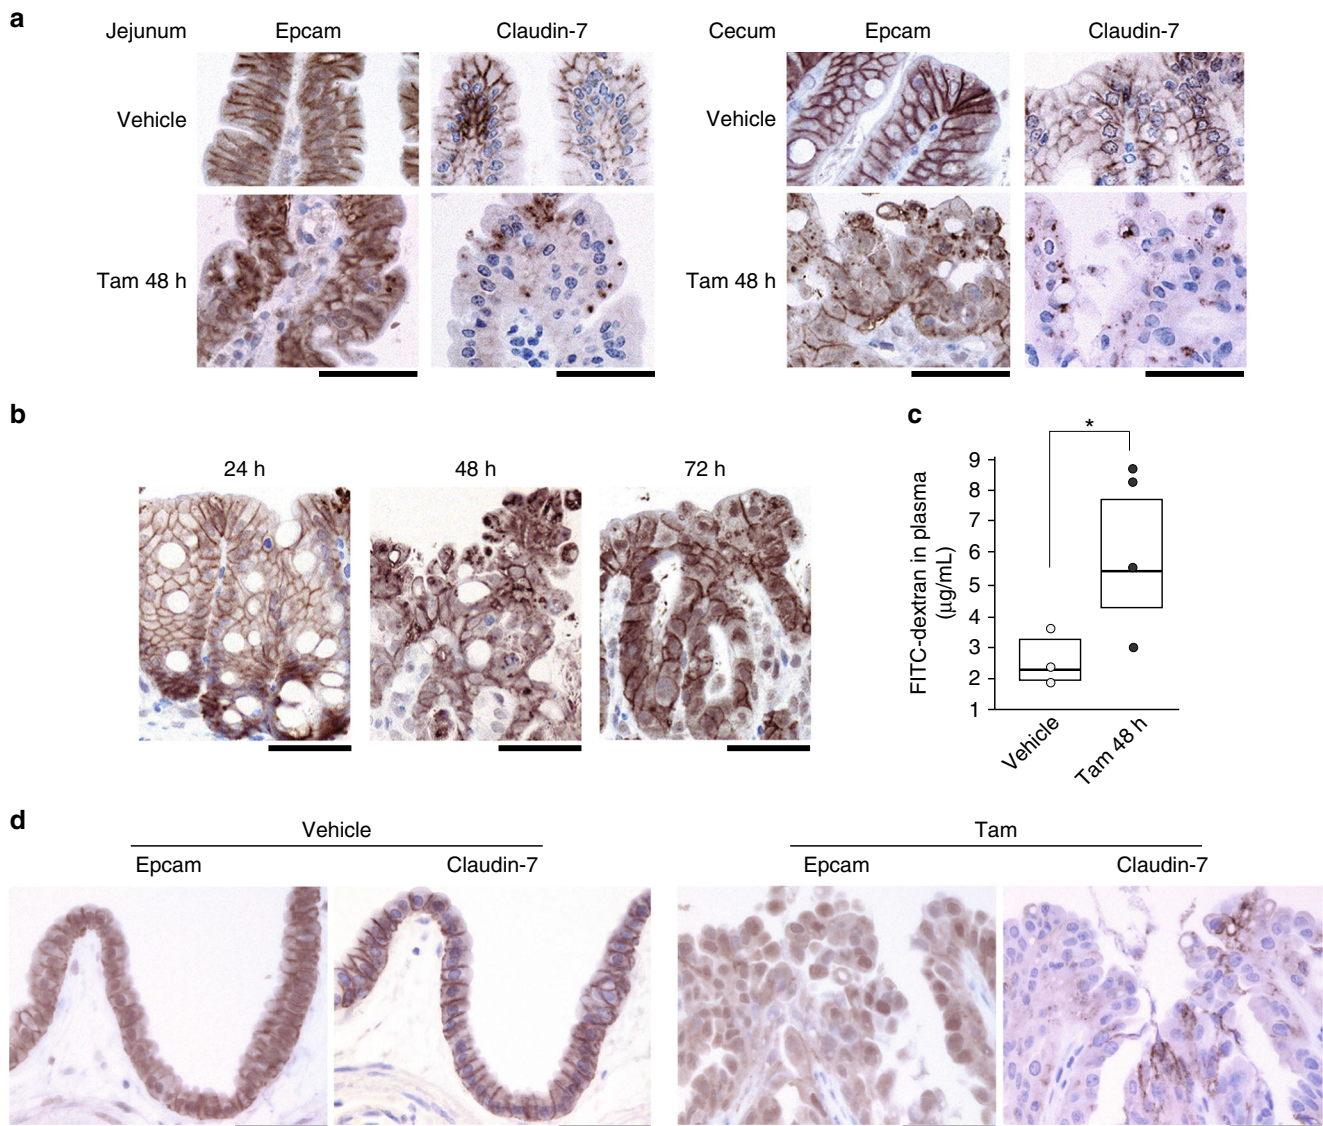 a
Jejunum Epcam Claudin-7 Cecum Epcam Claudin-7
Vehicle Vehicle
Tam 48 h Tam 48 h
b
24 h 48 h 72 h
c
*
FITC-dextran in plasma
(µg/mL)
9
8
7
6
5
4
3
2
1
Vehicle Tam 48 h
d
Vehicle Tam
Epcam Claudin-7 Epcam Claudin-7